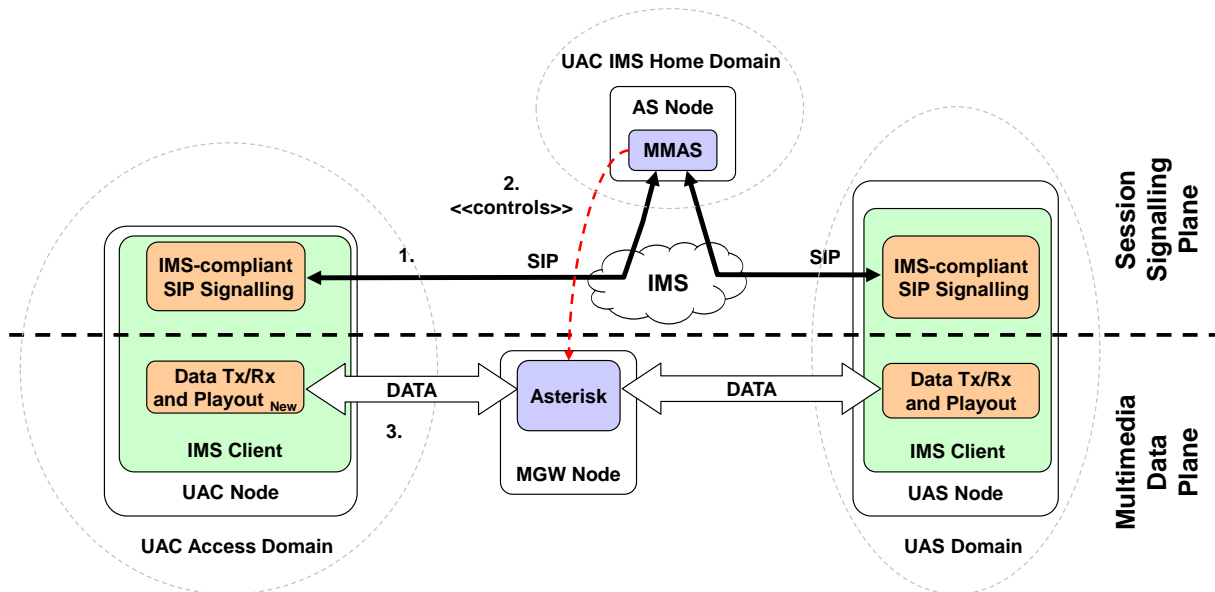 UAC IMS Home Domain
AS Node
MMAS
2.
<<controls>>
1.
SIP
IMS
SIP
IMS-compliant
SIP Signalling
IMS-compliant
SIP Signalling
Session
Signalling
Plane
Data Tx/Rx
and Playout New
DATA
3.
Asterisk
DATA
Data Tx/Rx
and Playout
IMS Client
UAC Node
MGW Node
IMS Client
UAS Node
Multimedia
Data
Plane
UAC Access Domain
UAS Domain